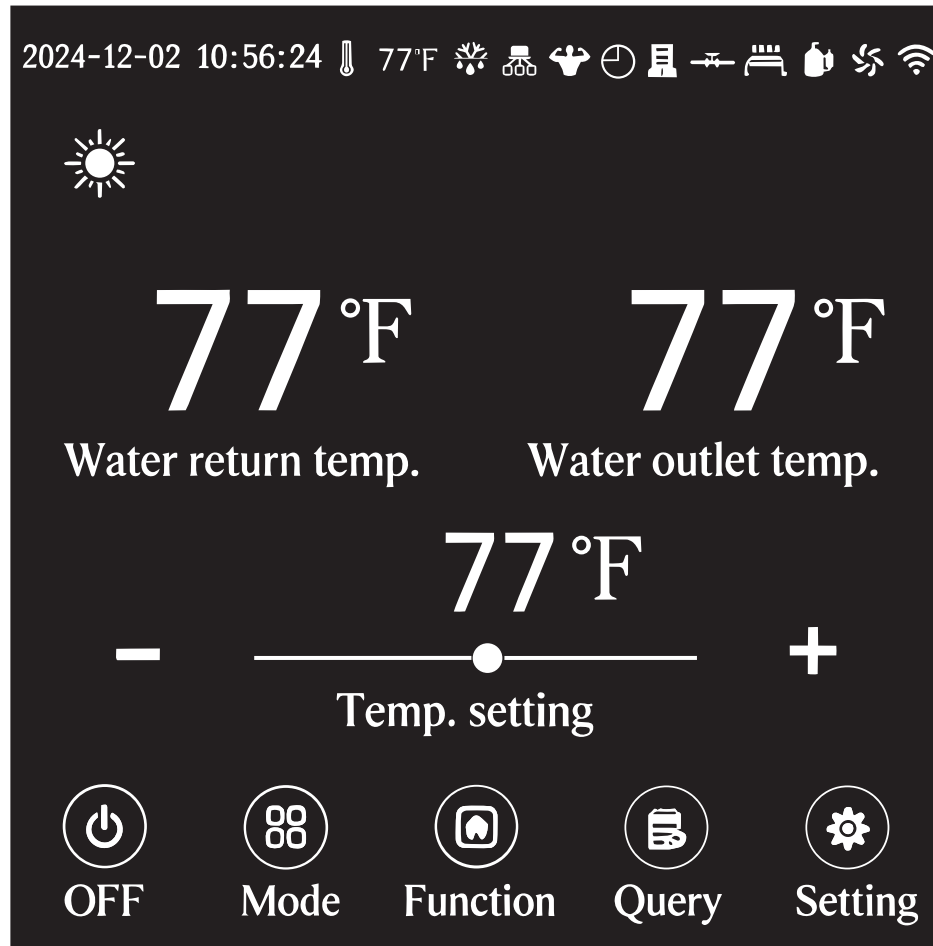 2024-12-02 10:56:24 77°F
77°F 77°F
Water return temp. Water outlet temp.
77°F
- +
Temp. setting
OFF Mode Function Query Setting